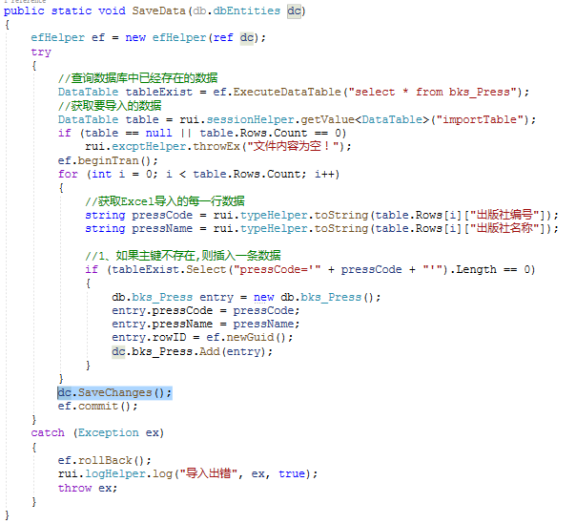 public static void SaveData(db.dbEntities dc)
{
efHelper ef = new efHelper(ref dc);
try
{
//查询数据库中已经存在的数据
DataTable tableExist = ef.ExecuteDataTable("select * from bks_Press");
//获取要导入的数据
DataTable table = rui.sessionHelper.getValue<DataTable>("importTable");
if (table == null || table.Rows.Count == 0)
rui.excptHelper.throwEx("文件内容为空！");
ef.beginTran();
for (int i = 0; i < table.Rows.Count; i++)
{
//获取Excel导入的每一行数据
string pressCode = rui.typeHelper.toString(table.Rows[i]["出版社编号"]);
string pressName = rui.typeHelper.toString(table.Rows[i]["出版社名称"]);
//1、如果主键不存在,则插入一条数据
if (tableExist.Select("pressCode='" + pressCode + "'").Length == 0)
{
db.bks_Press entry = new db.bks_Press();
entry.pressCode = pressCode;
entry.pressName = pressName;
entry.rowID = ef.newGuid();
dc.bks_Press.Add(entry);
}
}
dc.SaveChanges();
ef.commit();
}
catch (Exception ex)
{
ef.rollBack();
rui.logHelper.log("导入出错", ex, true);
throw ex;
}
}